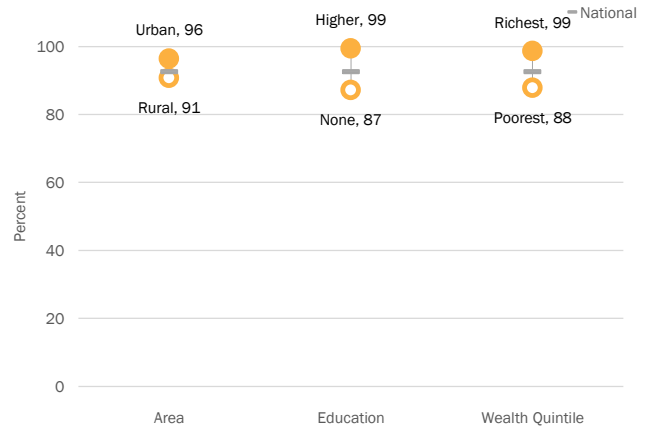 National
Urban, 96
Higher, 99
Richest, 99
Rural, 91
None, 87
Poorest, 88
Percent
100
80
60
40
20
0
Area
Education
Wealth Quintile